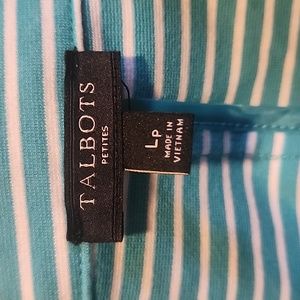 TALBOTS
PETITES
LP
MADE IN
VIETNAM